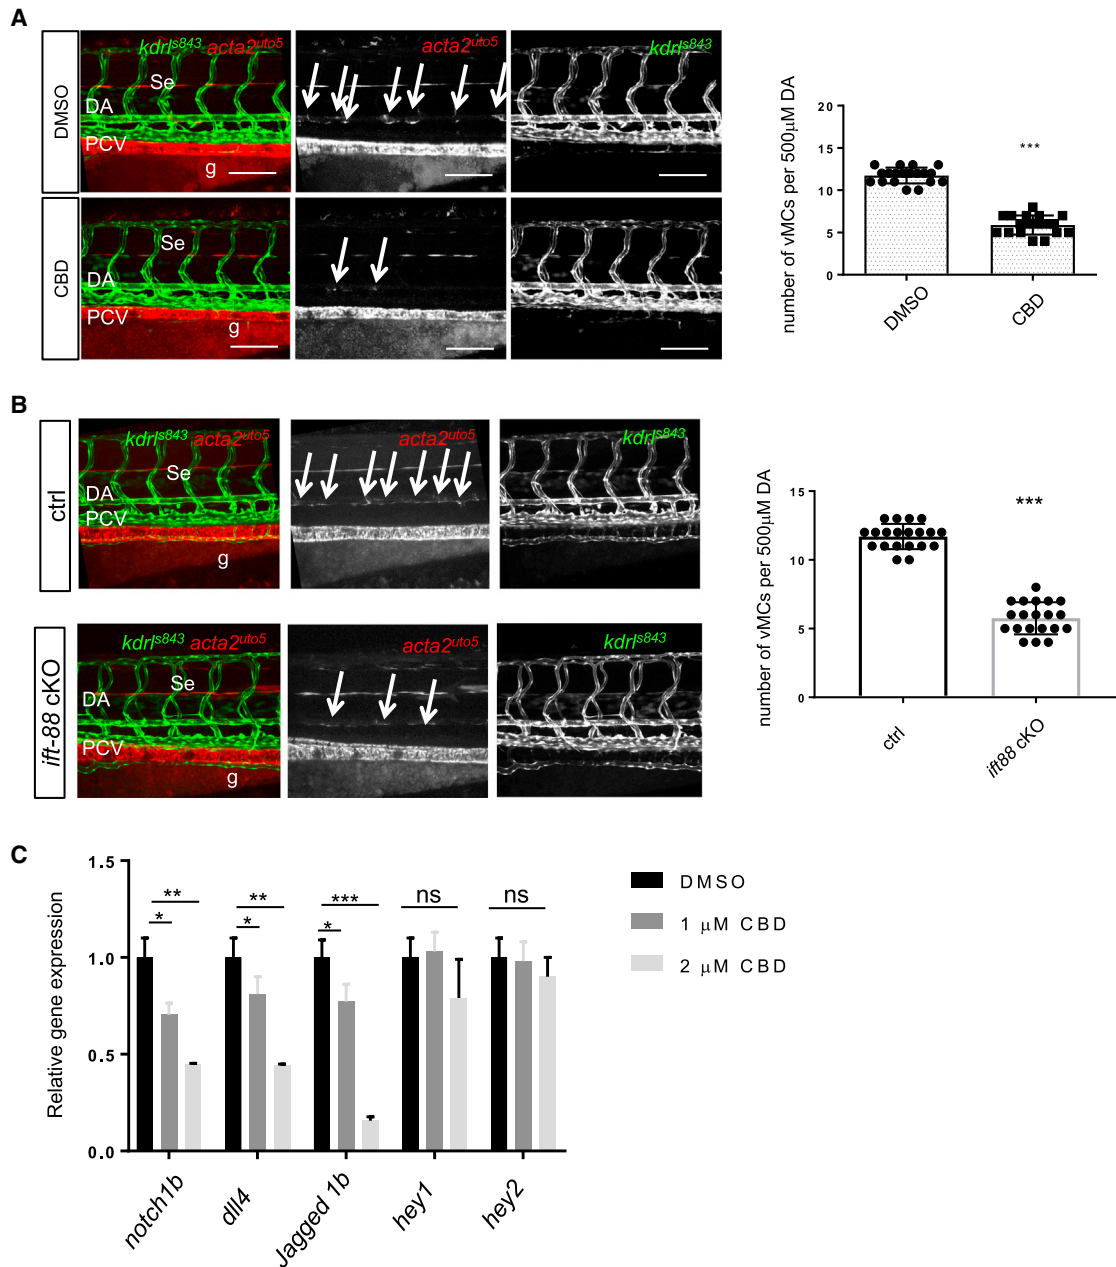 A
DMSO
kdrl^s843 acta2^uto5
Se
DA
PCV
g
acta2^uto5
kdrl^s843
CBD
Se
DA
PCV
g
number of vMCs per 500μM DA
20
15
10
5
0
***
DMSO
CBD
B
ctrl
kdrl^s843 acta2^uto5
Se
DA
PCV
g
acta2^uto5
kdrl^s843
ift-88 cKO
kdrl^s843 acta2^uto5
Se
DA
PCV
g
acta2^uto5
kdrl^s843
number of vMCs per 500μM DA
15
10
5
0
***
ctrl
ift88 cKO
C
Relative gene expression
1.5
1.0
0.5
0.0
**
*
**
*
***
*
ns
ns
notch1b
dll4
Jagged 1b
hey1
hey2
DMSO
1 μM CBD
2 μM CBD